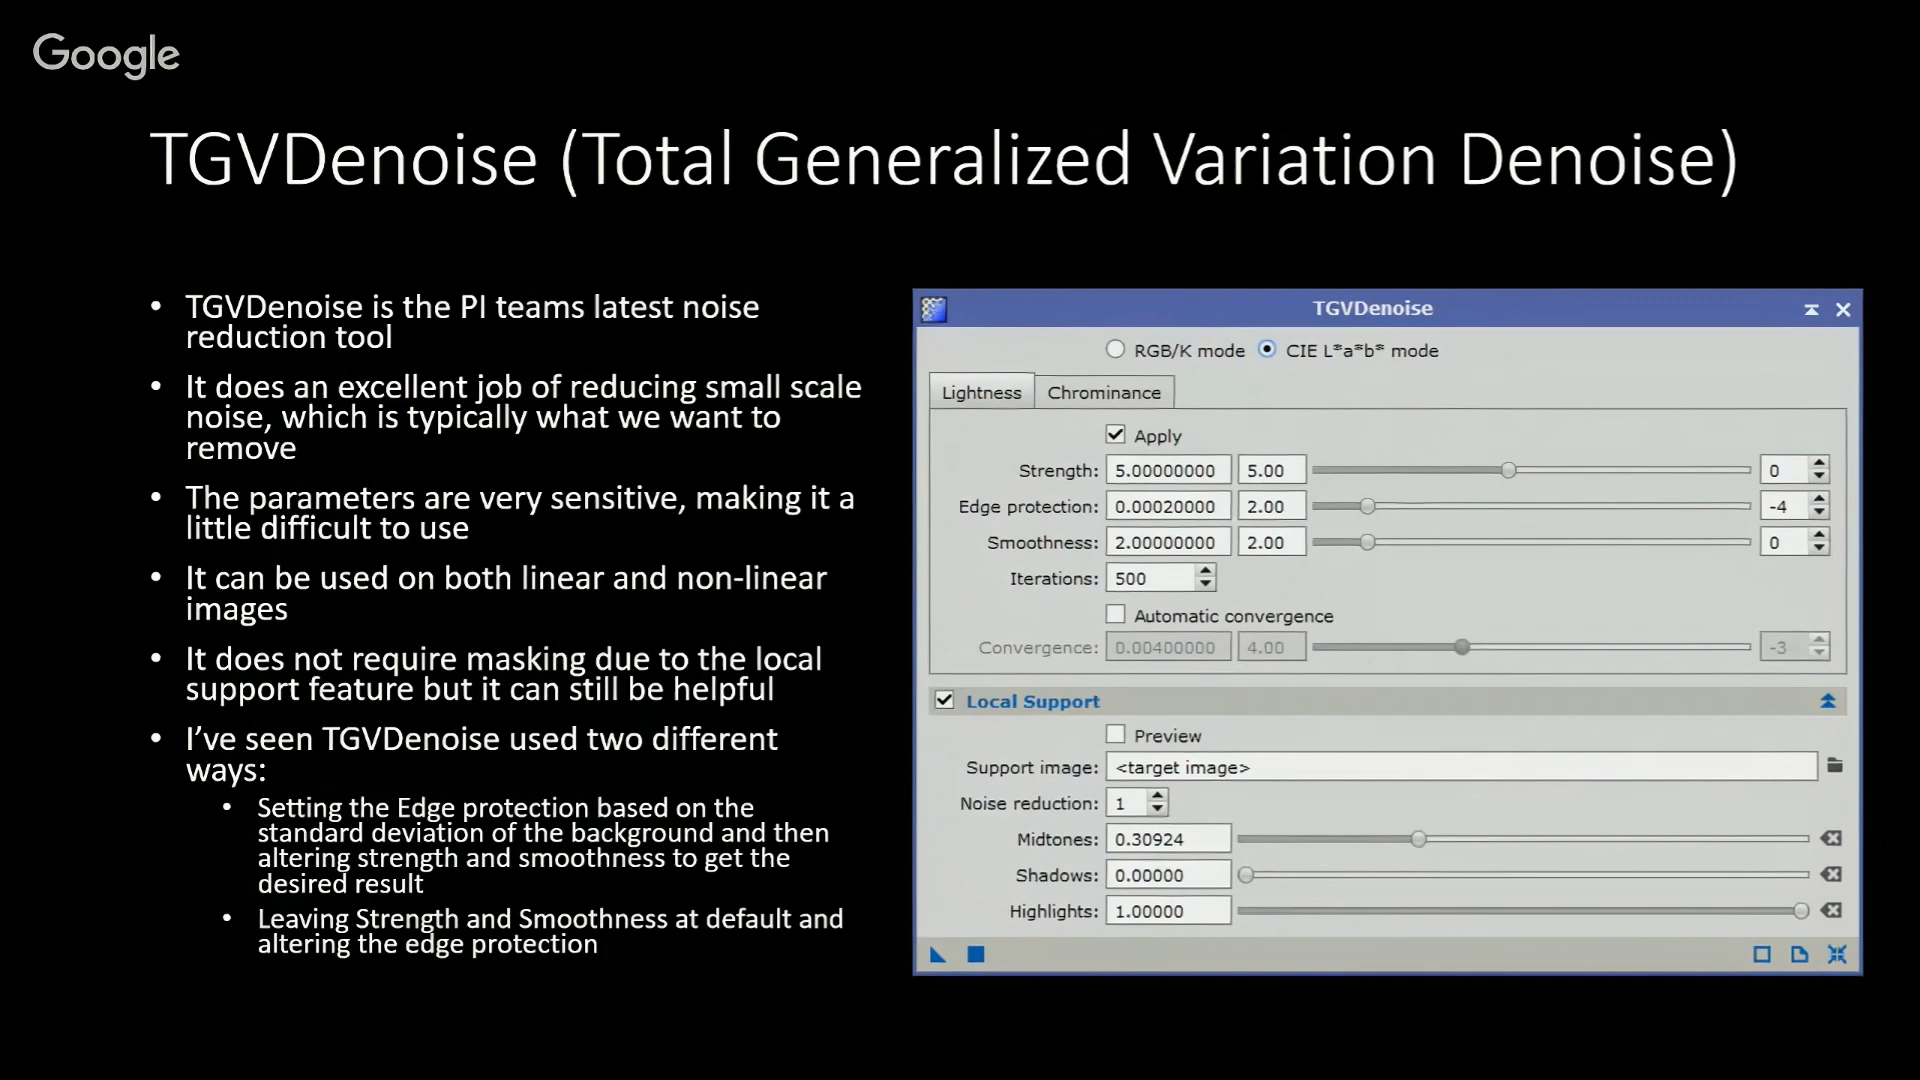 Google
TGVDenoise (Total Generalized Variation Denoise)
• TGVDenoise is the PI teams latest noise
reduction tool
• It does an excellent job of reducing small scale
noise, which is typically what we want to
remove
• The parameters are very sensitive, making it a
little difficult to use
• It can be used on both linear and non-linear
images
• It does not require masking due to the local
support feature but it can still be helpful
• I’ve seen TGVDenoise used two different
ways:
• Setting the Edge protection based on the
standard deviation of the background and then
altering strength and smoothness to get the
desired result
• Leaving Strength and Smoothness at default and
altering the edge protection
TGVDenoise
RGB/K mode CIE L*a*b* mode
Lightness Chrominance
Apply
Strength: 5.00000000 5.00 0
Edge protection: 0.00020000 2.00 -4
Smoothness: 2.00000000 2.00 0
Iterations: 500
Automatic convergence
Convergence: 0.00400000 4.00 -3
Local Support
Preview
Support image: <target image>
Noise reduction: 1
Midtones: 0.30924
Shadows: 0.00000
Highlights: 1.00000